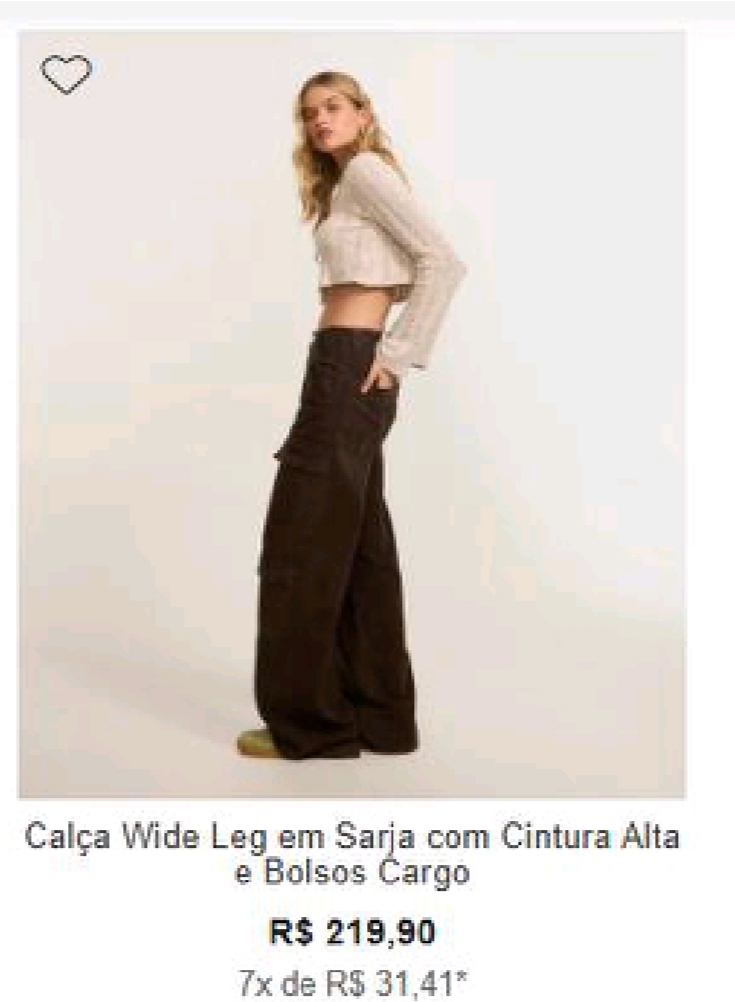 Calça Wide Leg em Sarja com Cintura Alta
e Bolsos Cargo
R$ 219,90
7x de R$ 31,41*